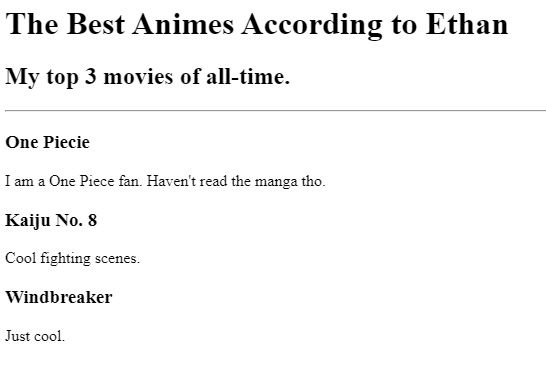 The Best Animes According to Ethan
My top 3 movies of all-time.
One Piecie
I am a One Piece fan. Haven't read the manga tho.
Kaiju No. 8
Cool fighting scenes.
Windbreaker
Just cool.